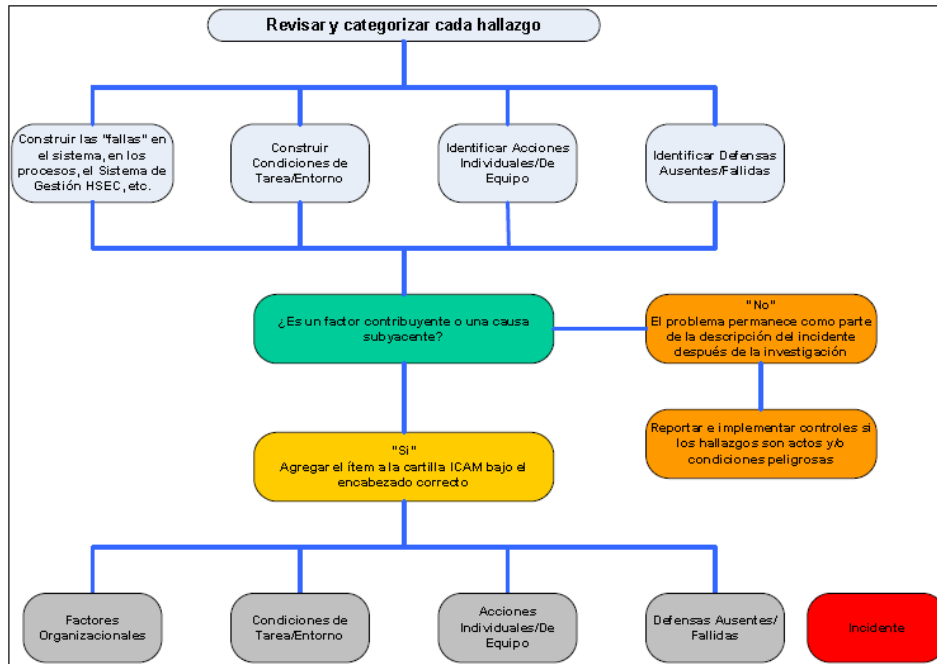 Revisar y categorizar cada hallazgo
Construir las "fallas" en
el sistema, en los
procesos, el Sistema de
Gestión HSEC, etc.
Construir
Condiciones de
Tarea/Entorno
Identificar Acciones
Individuales/De
Equipo
Identificar Defensas
Ausentes/Fallidas
¿Es un factor contribuyente o una causa
subyacente?
"No"
El problema permanece como parte
de la descripción del incidente
después de la investigación
"Si"
Agregar el ítem a la cartilla ICAM bajo el
encabezado correcto
Reportar e implementar controles si
los hallazgos son actos y/o
condiciones peligrosas
Factores
Organizacionales
Condiciones de
Tarea/Entorno
Acciones
Individuales/De
Equipo
Defensas Ausentes/
Fallidas
Incidente